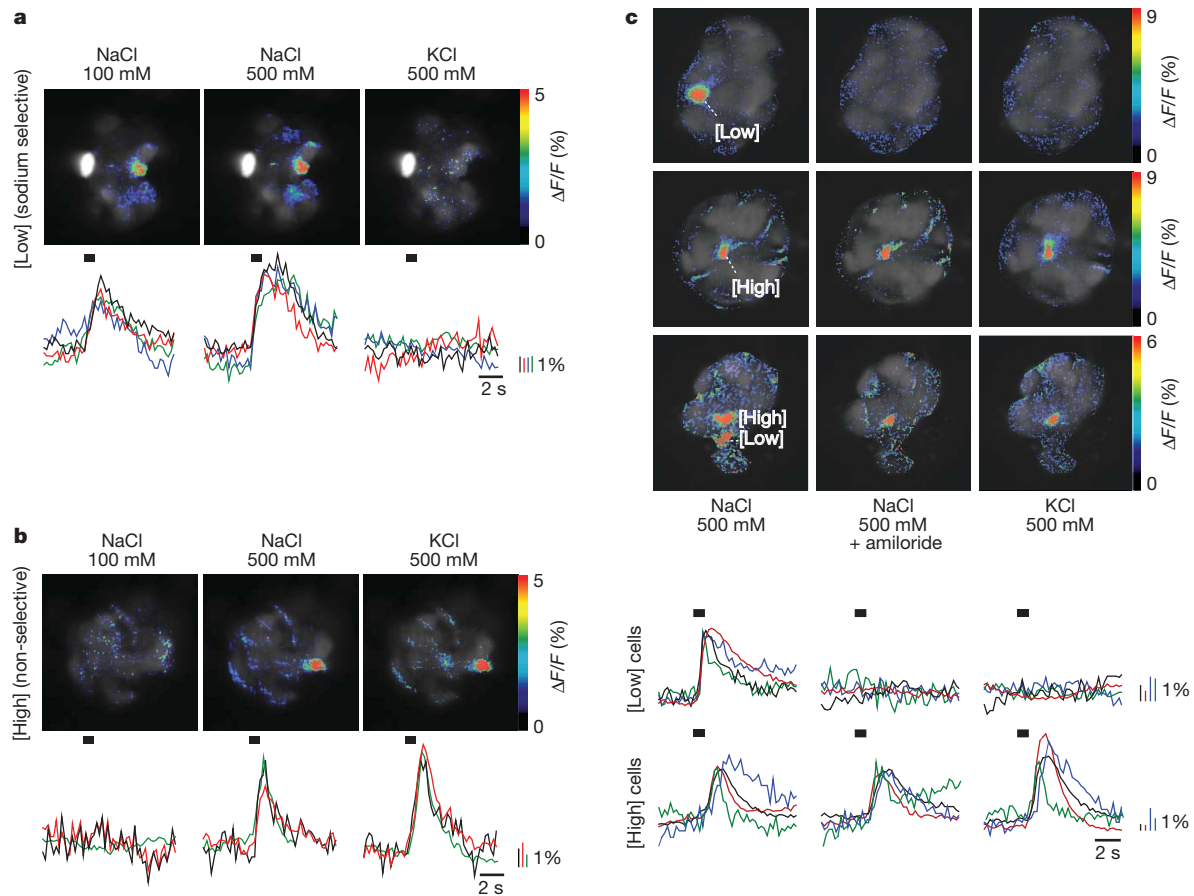 a
NaCl
100 mM
NaCl
500 mM
KCl
500 mM
[Low] (sodium selective)
5
0
ΔF/F (%)
1%
2 s
b
NaCl
100 mM
NaCl
500 mM
KCl
500 mM
[High] (non-selective)
5
0
ΔF/F (%)
1%
2 s
c
[Low]
9
0
ΔF/F (%)
[High]
9
0
ΔF/F (%)
[High]
[Low]
6
0
ΔF/F (%)
NaCl
500 mM
NaCl
500 mM
+ amiloride
KCl
500 mM
[Low] cells
1%
[High] cells
1%
2 s